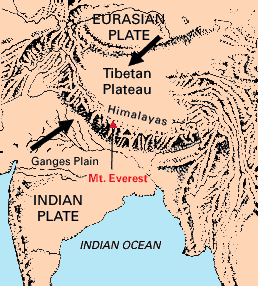 EURASIAN
PLATE
Tibetan
Plateau
Himalayas
Ganges Plain
Mt. Everest
INDIAN
PLATE
INDIAN OCEAN